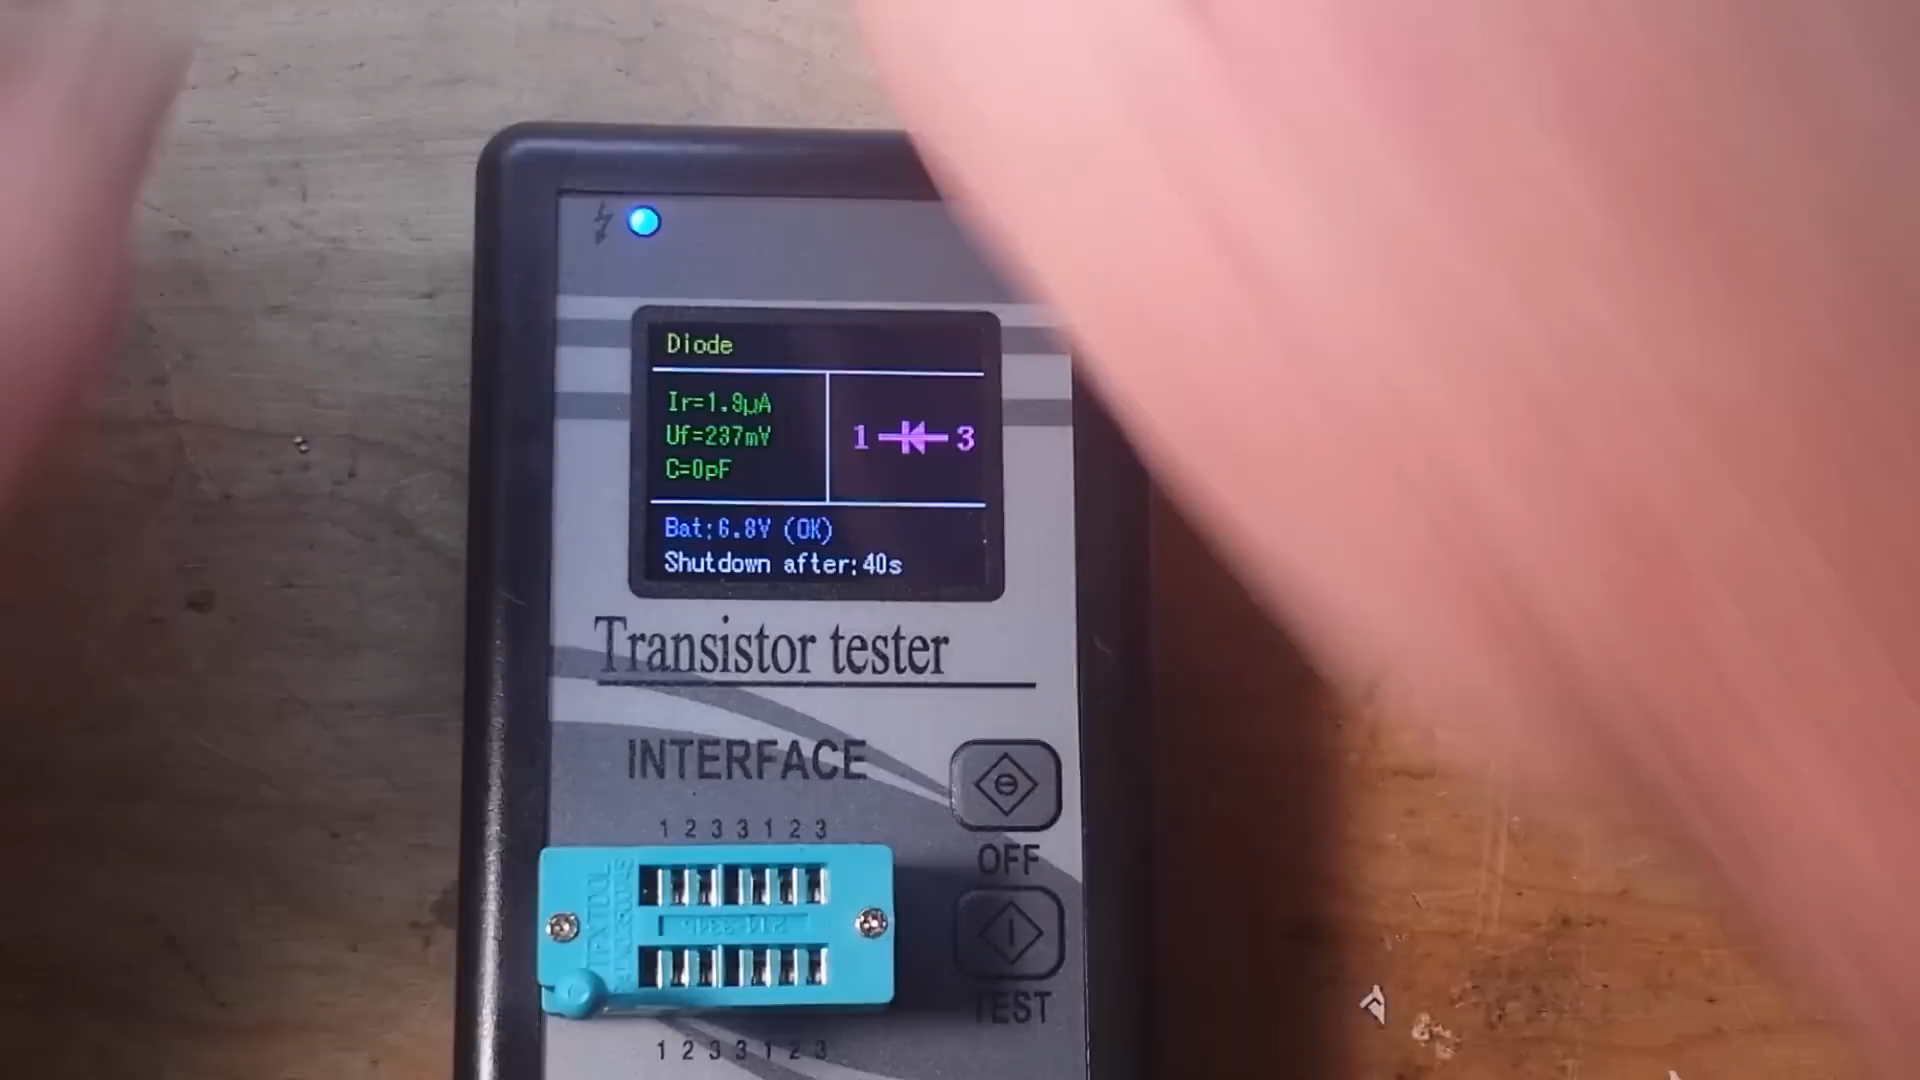 Diode
Ir=1.9µA
Uf=237mV
C=0pF
1 3
Bat:6.8V (OK)
Shutdown after:40s
Transistor tester
INTERFACE
1 2 3 3 1 2 3
OFF
TEST
1 2 3 3 1 2 3